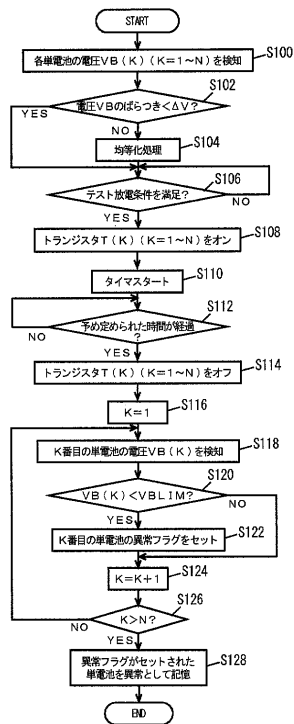 START
各単電池の電圧VB(K)(K=1~N)を検知
S100
電圧VBのばらつき<ΔV?
S102
YES
NO
均等化処理
S104
テスト放電条件を満足?
S106
NO
YES
トランジスタT(K)(K=1~N)をオン
S108
タイマスタート
S110
予め定められた時間が経過
?
S112
NO
YES
トランジスタT(K)(K=1~N)をオフ
S114
K=1
S116
K番目の単電池の電圧VB(K)を検知
S118
VB(K)<VBLIM?
S120
NO
YES
K番目の単電池の異常フラグをセット
S122
K=K+1
S124
K>N?
S126
NO
YES
異常フラグがセットされた
単電池を異常として記憶
S128
END